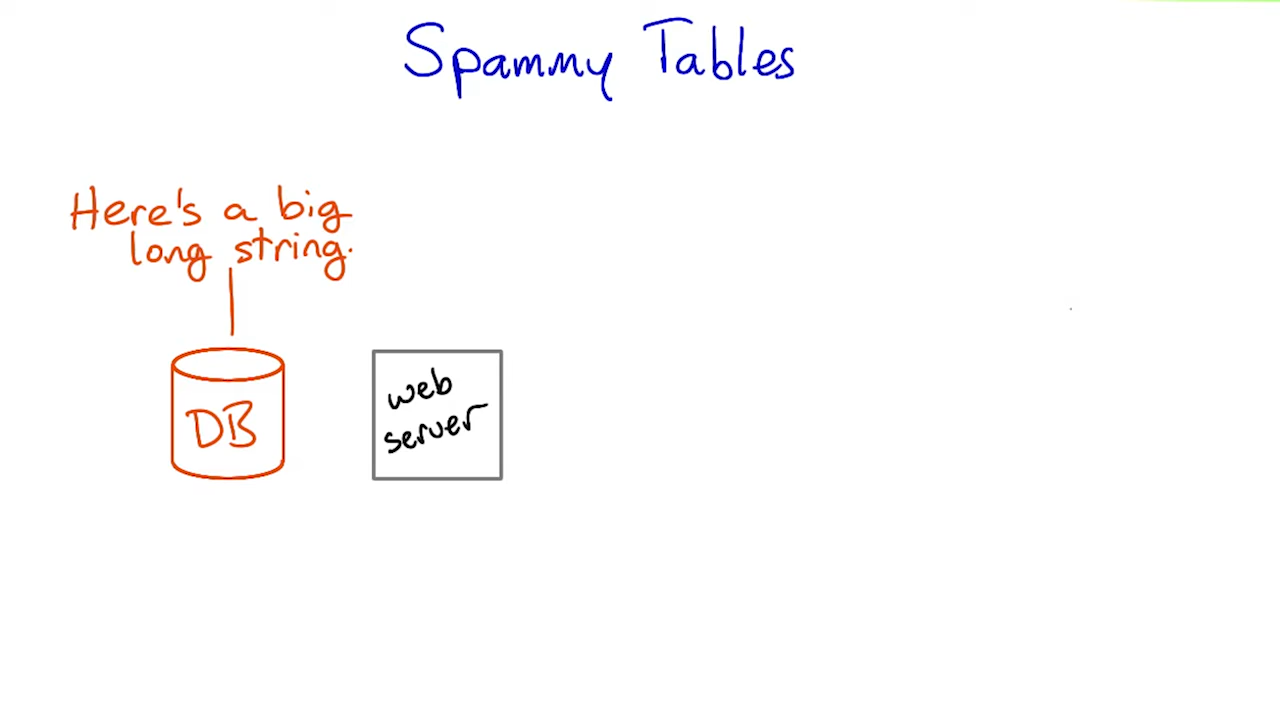 Spammy Tables
Here's a big
long string.
DB
web
server